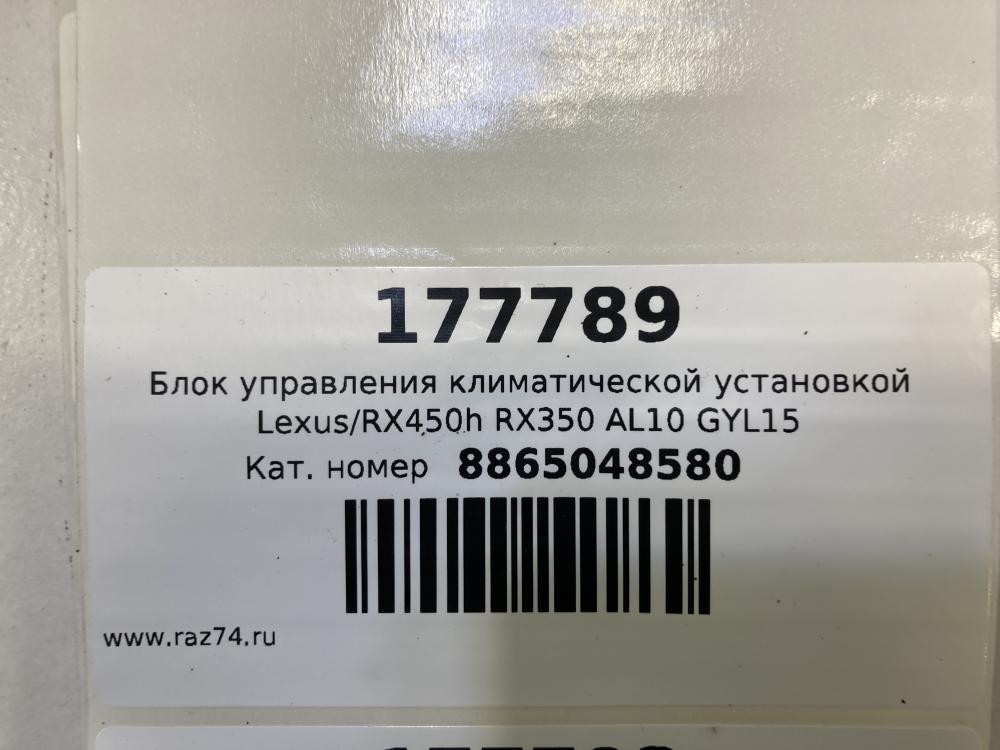 177789
Блок управления климатической установкой
Lexus/RX450h RX350 AL10 GYL15
Кат. номер 8865048580
www.raz74.ru